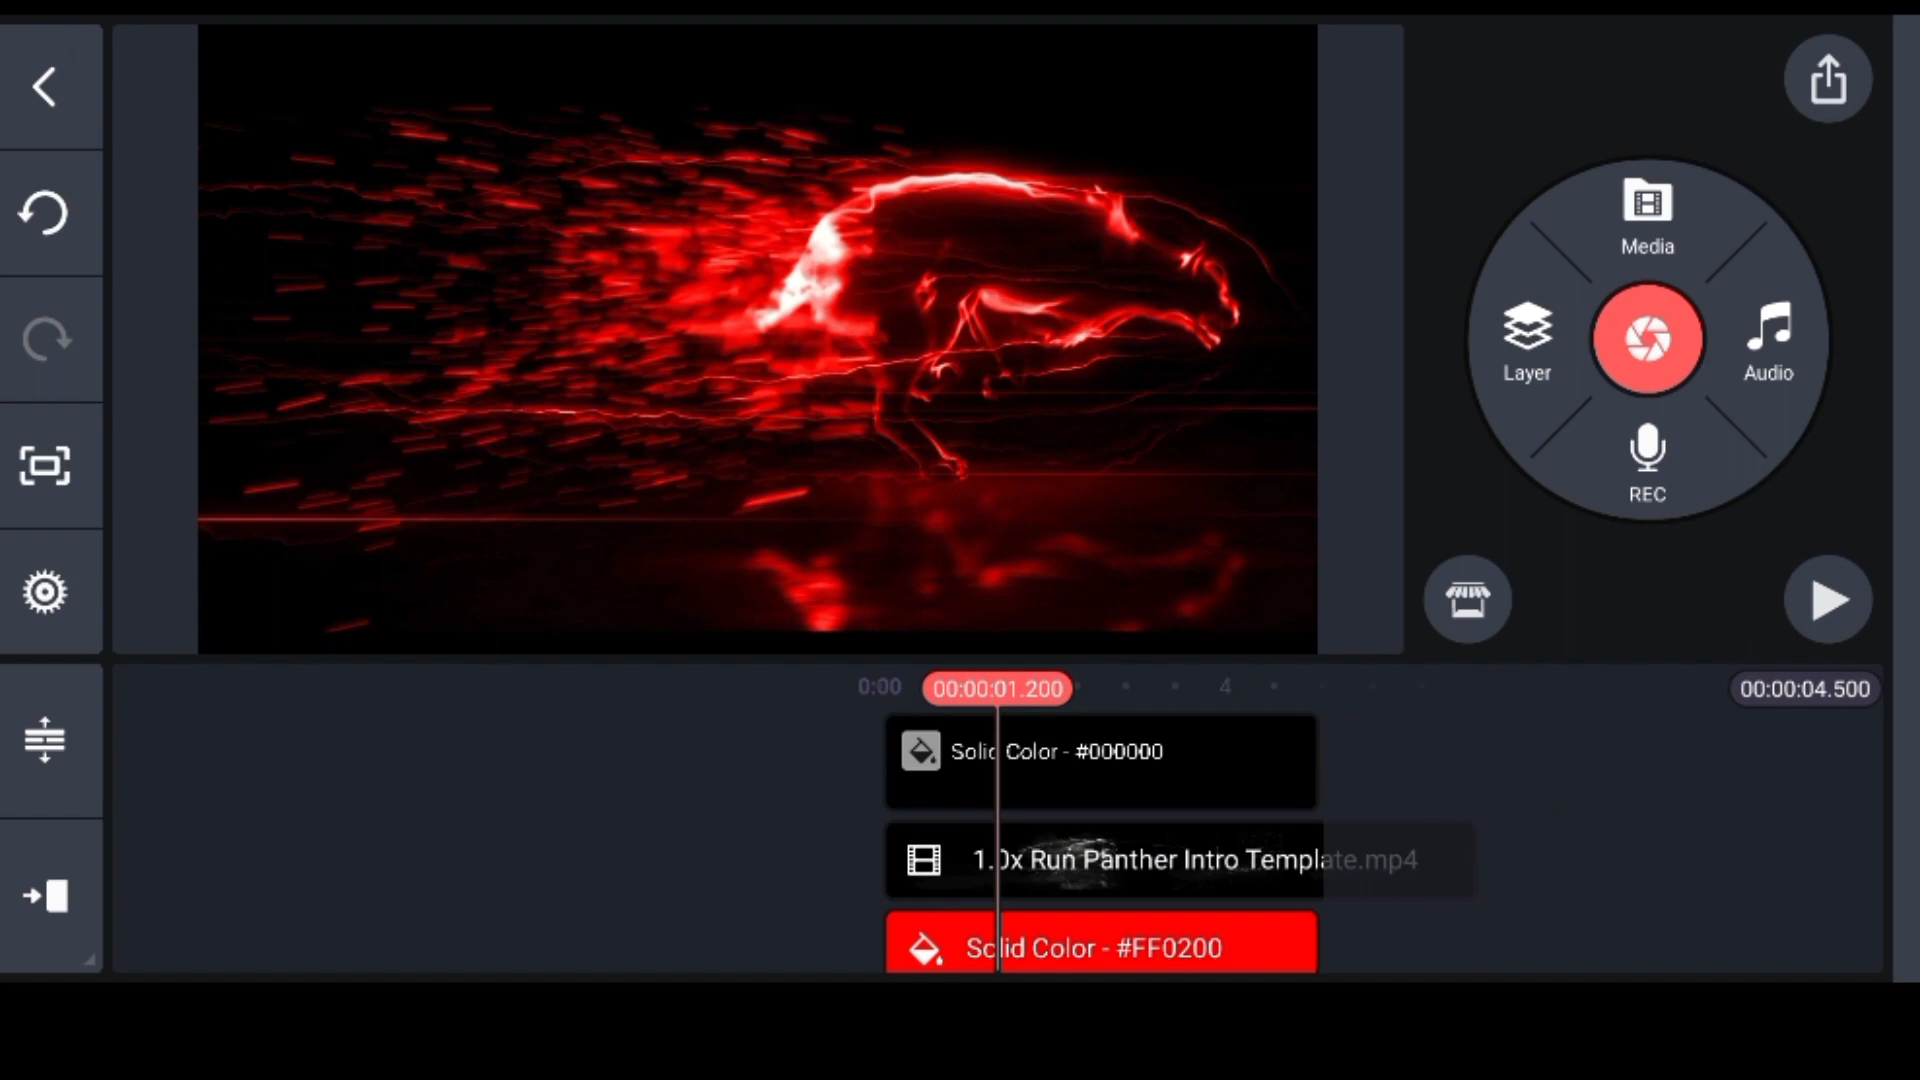 Media
Layer
Audio
REC
0:00
00:00:01.200
4
00:00:04.500
Solid Color - #000000
1.0x Run Panther Intro Template.mp4
Solid Color - #FF0200